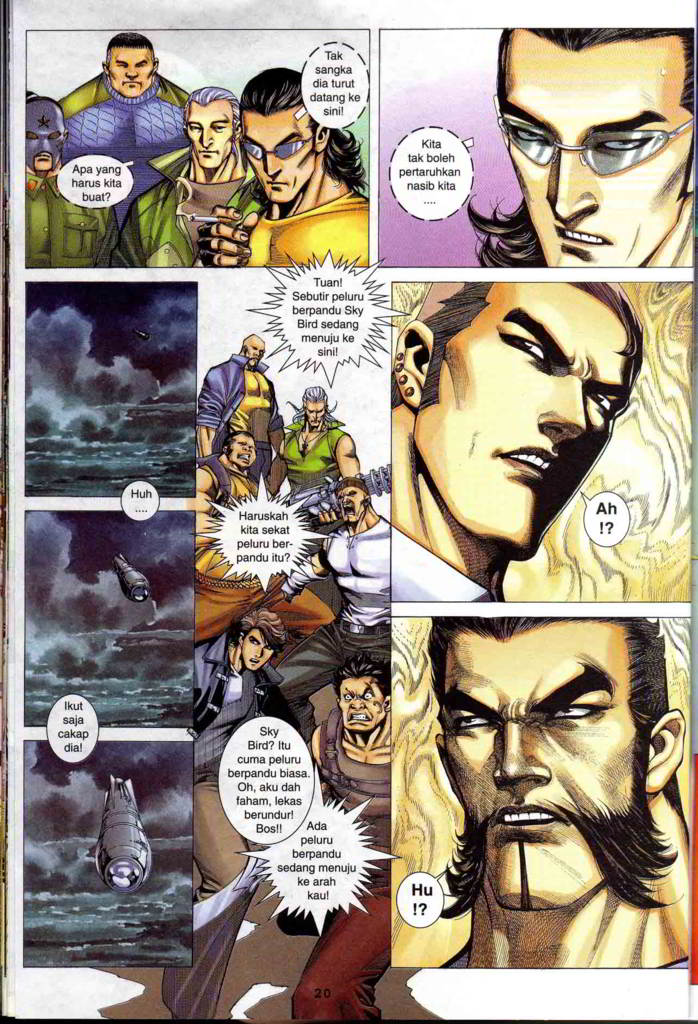 Tak
sangka
dia turut
datang ke
sini!
Apa yang
harus kita
buat?
Kita
tak boleh
pertaruhkan
nasib kita
....
Tuan!
Sebutir peluru
berpandu Sky
Bird sedang
menuju ke
sini!
Huh
....
Haruskah
kita sekat
peluru ber-
pandu itu?
Ah
!?
Ikut
saja
cakap
dia!
Sky
Bird? Itu
cuma peluru
berpandu biasa.
Oh, aku dah
faham, lekas
berundur!
Bos!!
Ada
peluru
berpandu
sedang menuju
ke arah
kau!
Hu
!?
20